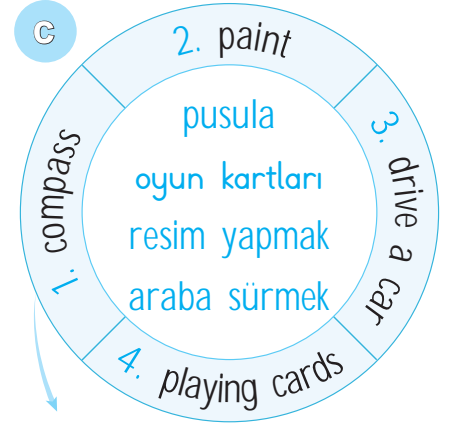 C
1. compass
2. paint
3. drive a car
4. playing cards
pusula
oyun kartları
resim yapmak
araba sürmek